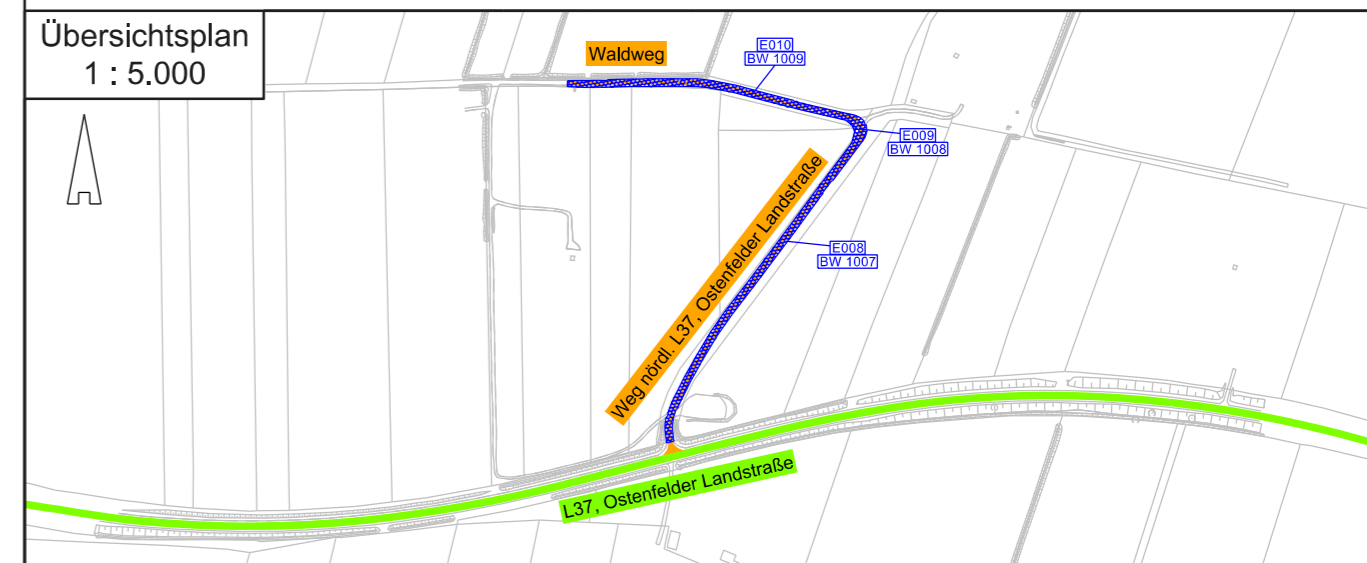 Übersichtsplan
1 : 5.000
Waldweg
E010
BW 1009
E009
BW 1008
E008
BW 1007
Weg nördl. L37, Ostenfelder Landstraße
L37, Ostenfelder Landstraße